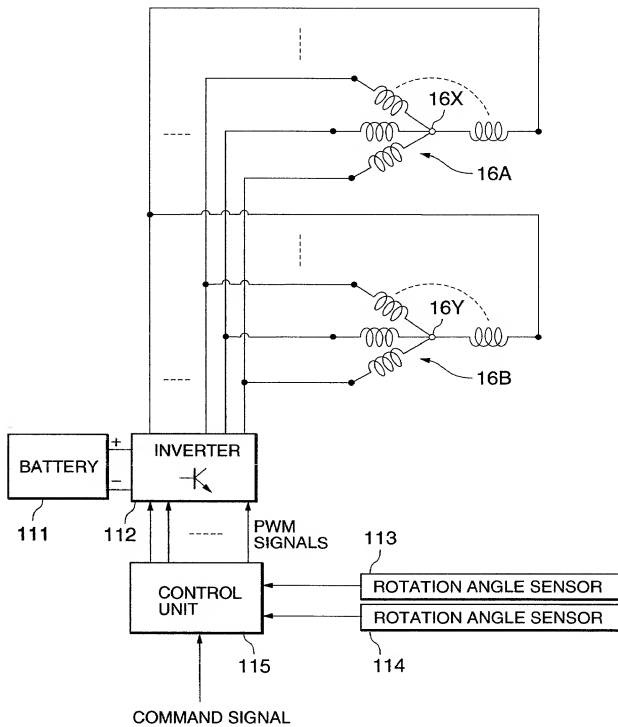 16X
16A
16Y
16B
BATTERY
+
−
INVERTER
111
112
PWM
SIGNALS
CONTROL
UNIT
113
ROTATION ANGLE SENSOR
ROTATION ANGLE SENSOR
114
115
COMMAND SIGNAL